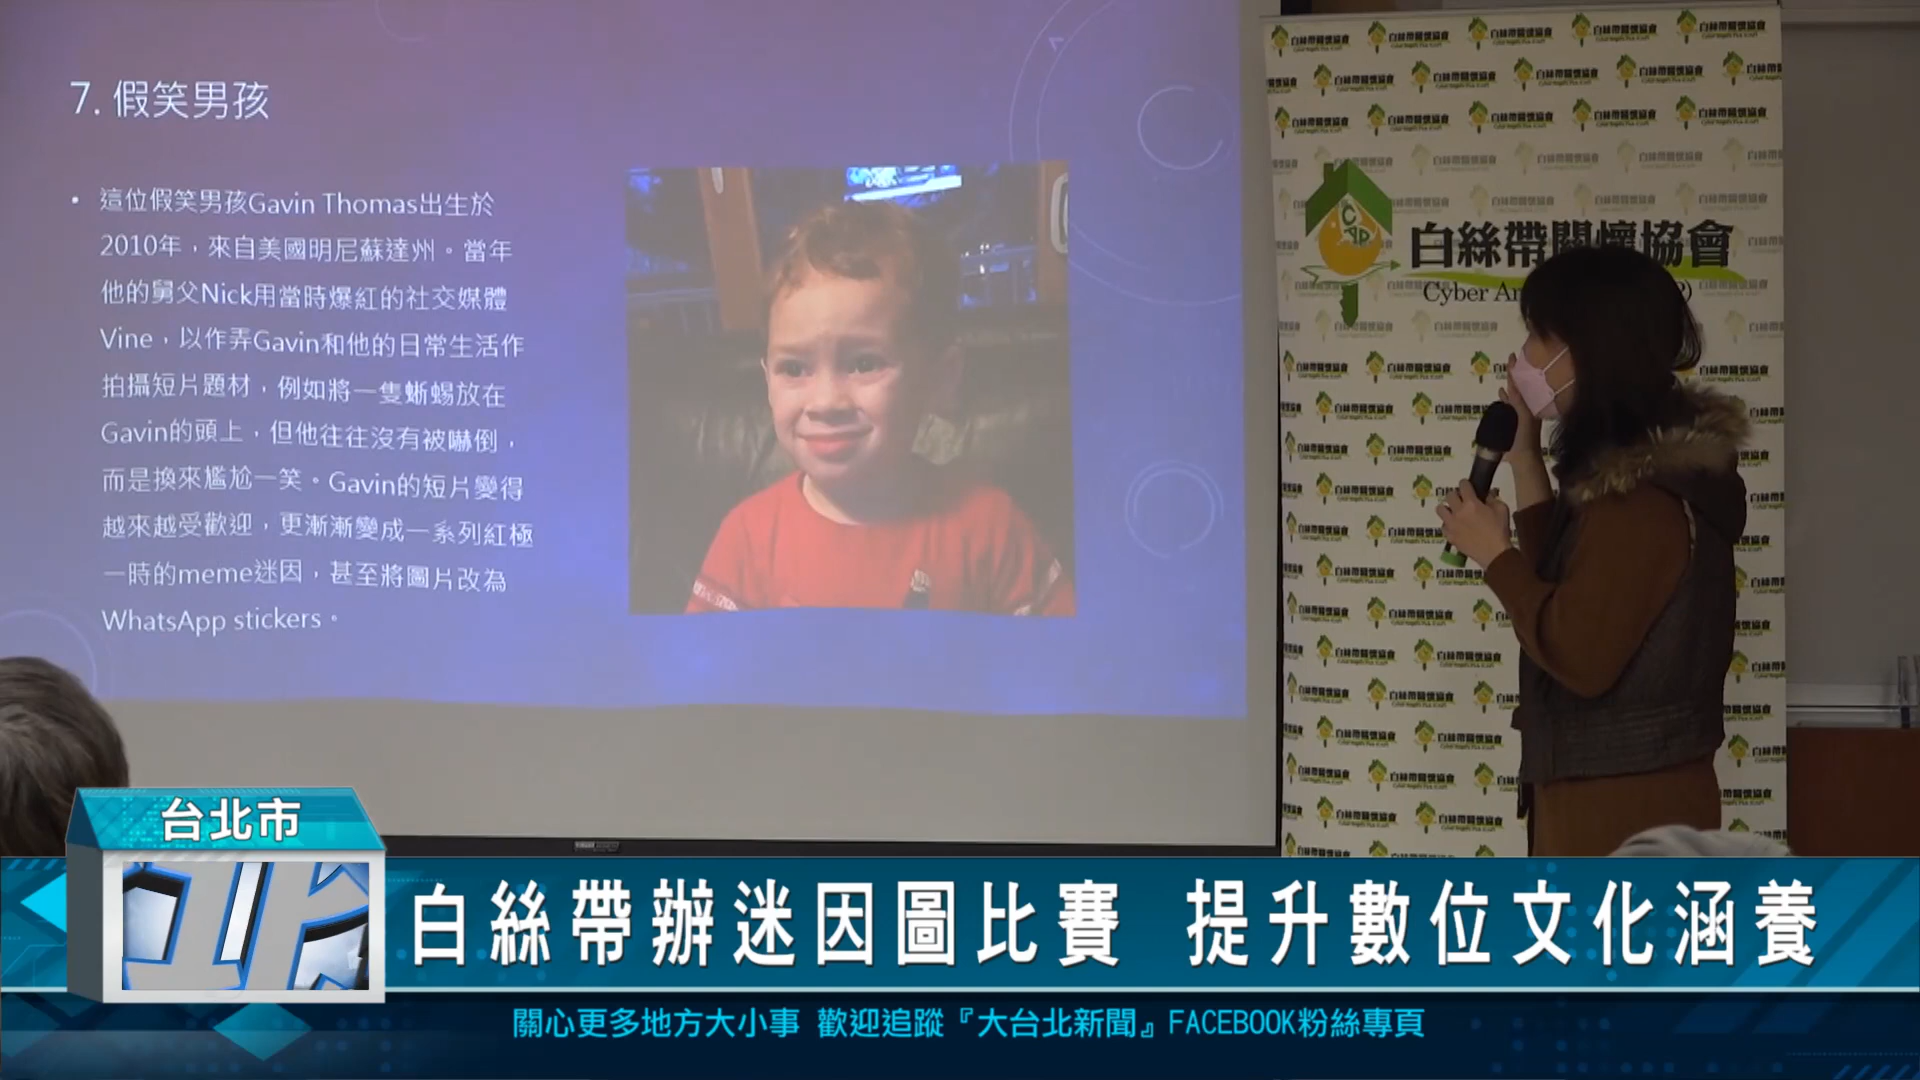 7. 假笑男孩
• 這位假笑男孩Gavin Thomas出生於
2010年，來自美國明尼蘇達州。當年
他的舅父Nick用當時爆紅的社交媒體
Vine，以作弄Gavin和他的日常生活作
拍攝短片題材，例如將一隻蜥蜴放在
Gavin的頭上，但他往往沒有被嚇倒，
而是換來尷尬一笑。Gavin的短片變得
越來越受歡迎，更漸漸變成一系列紅極
一時的meme迷因，甚至將圖片改為
WhatsApp stickers。
白絲帶關懷協會
台北市
白絲帶辦迷因圖比賽 提升數位文化涵養
關心更多地方大小事 歡迎追蹤『大台北新聞』FACEBOOK粉絲專頁